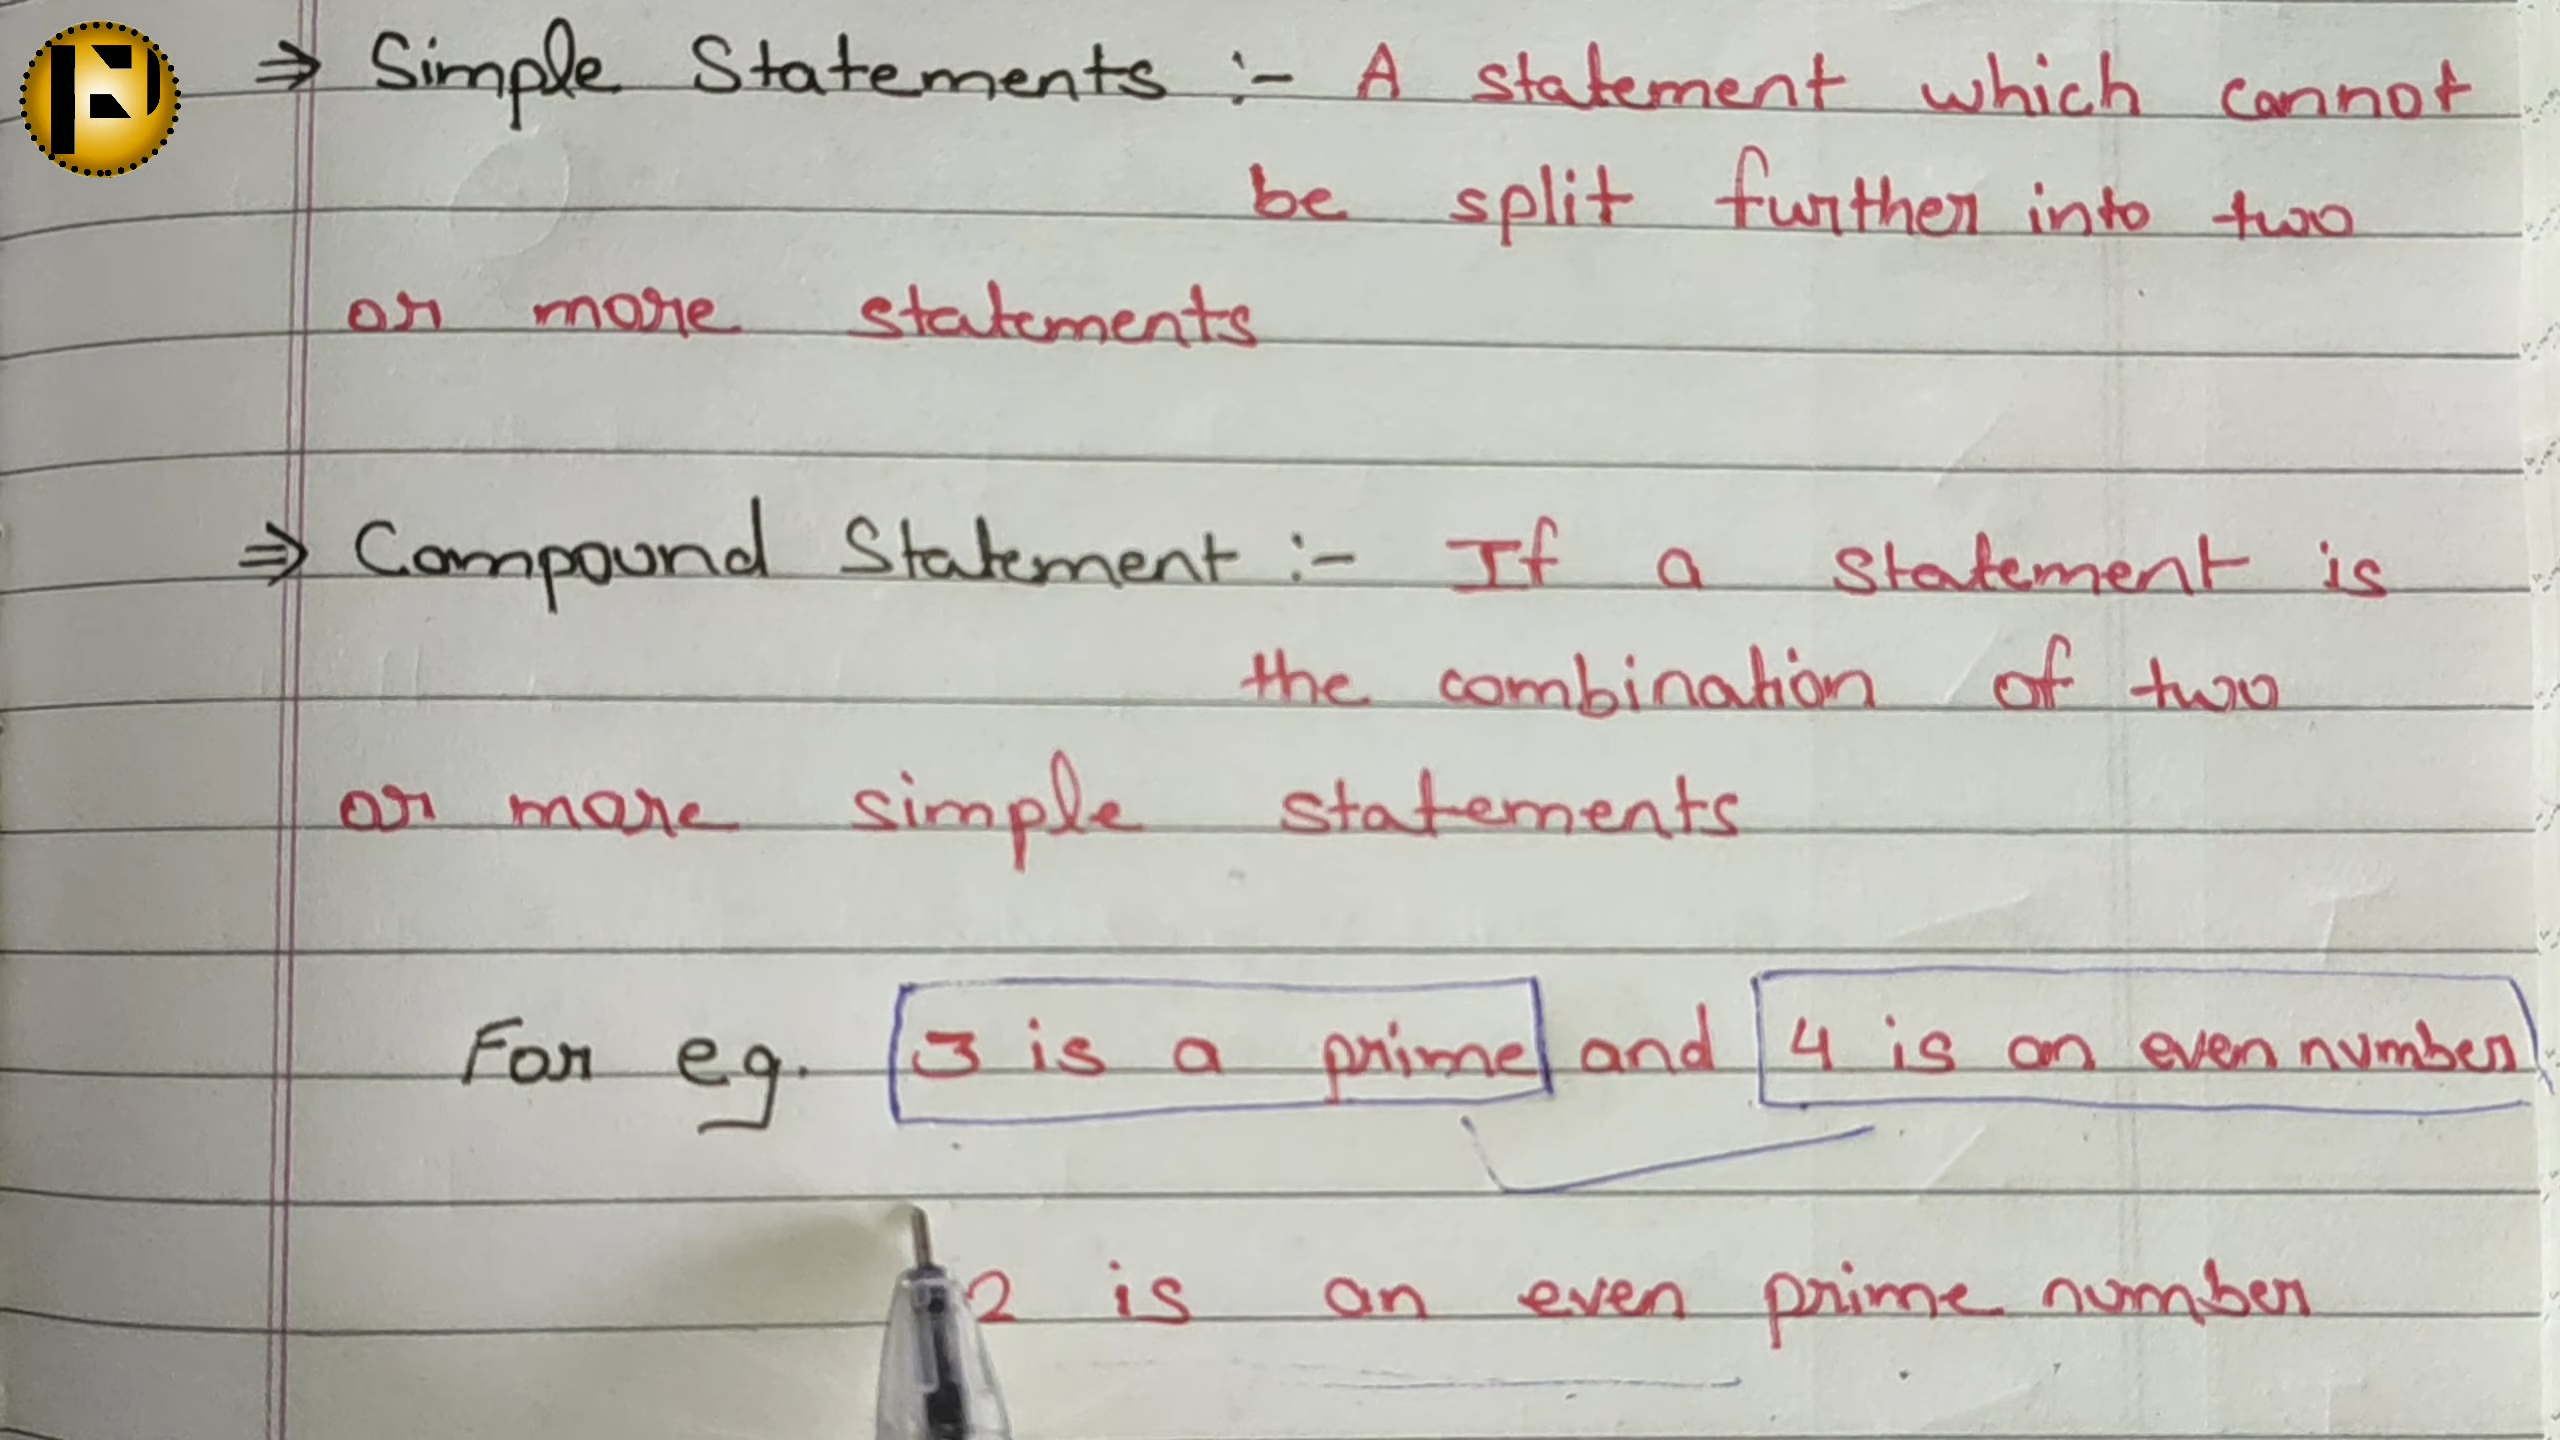 ⇒ Simple Statements :- A statement which cannot
be split further into two
or more statements
⇒ Compound Statement :- If a statement is
the combination of two
or more simple statements
For eg. 3 is a prime and 4 is an even number
2 is an even prime number